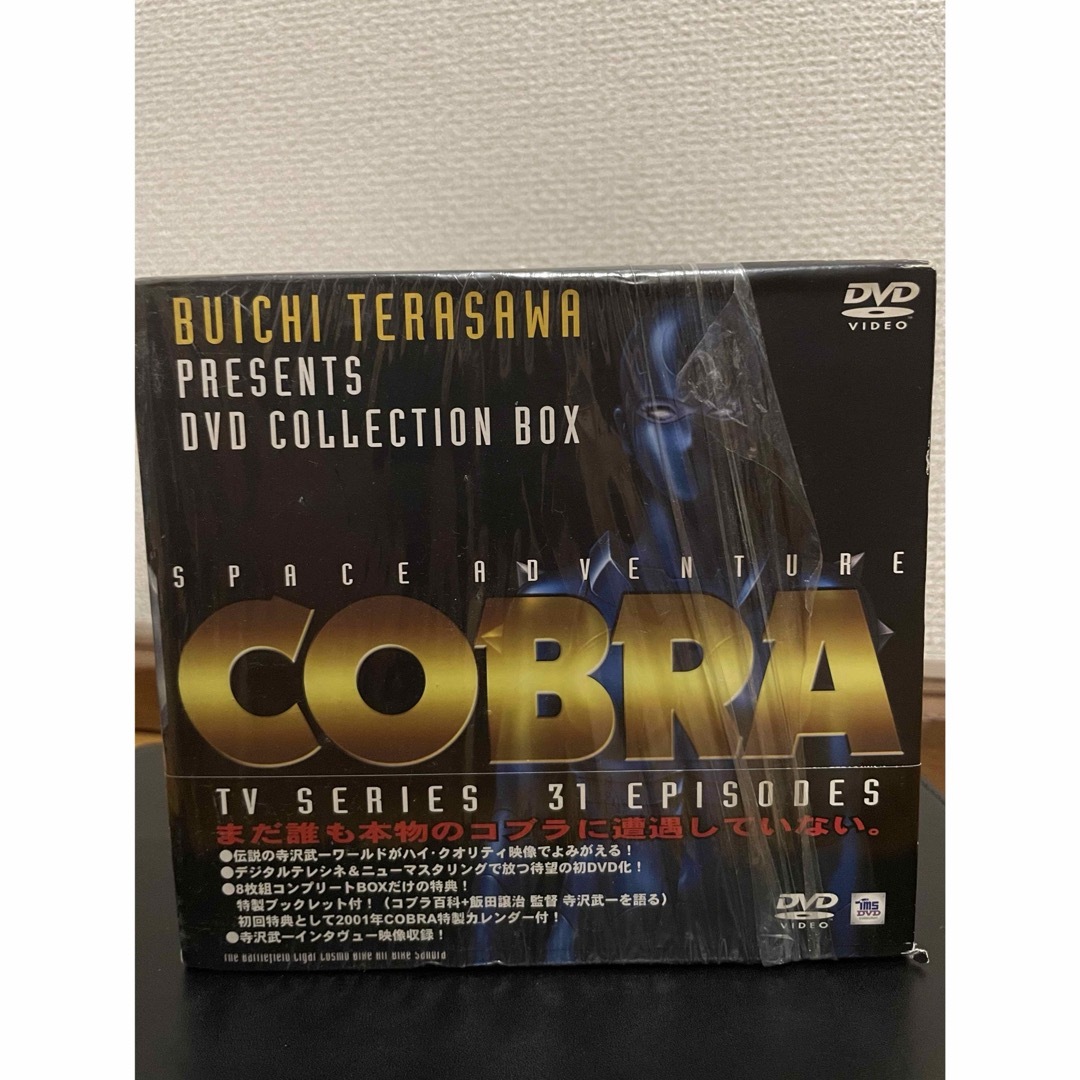 BUICHI TERASAWA
DVD
VIDEO
PRESENTS
DVD COLLECTION BOX
SPACE ADVENTURE
COBRA
TV SERIES 31 EPISODES
まだ誰も本物のコブラに遭遇していない。
●伝説の寺沢武一ワールドがハイ・クオリティ映像でよみがえる！
●デジタルテレシネ＆ニューマスタリングで放つ待望の初DVD化！
●8枚組コンプリートBOXだけの特典！
特製ブックレット付！（コブラ百科+飯田譲治 監督 寺沢武一を語る）
初回特典として2001年COBRA特製カレンダー付！
●寺沢武一インタヴュー映像収録！
DVD
VIDEO
ims
DVD
The Battlefield Ligar Cosmo Bike Air Bike Sandra